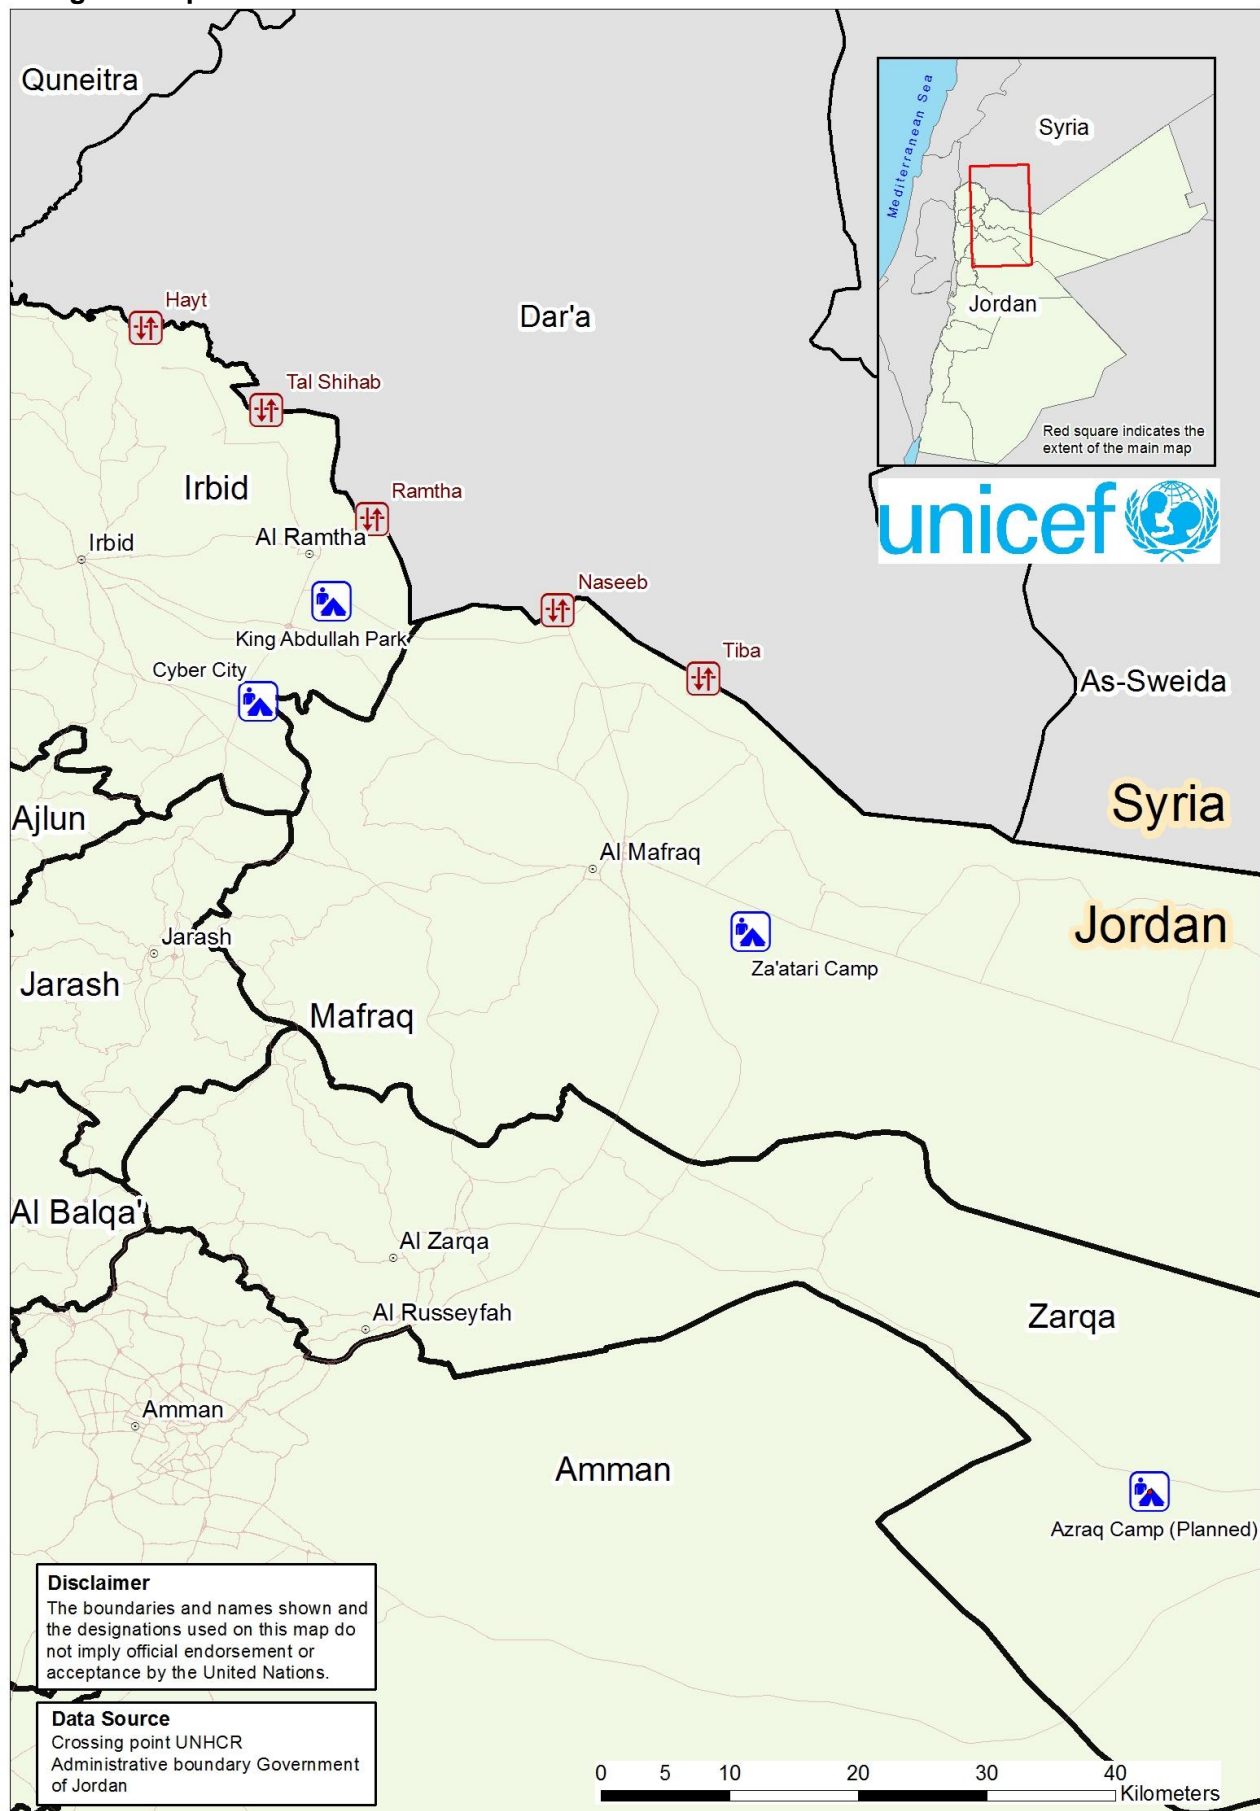 Quneitra
Mediterranean Sea
Syria
Jordan
Red square indicates the
extent of the main map
Hayt
Dar'a
Tal Shihab
Irbid
Ramtha
unicef
Irbid
Al Ramtha
Naseeb
King Abdullah Park
Tiba
Cyber City
As-Sweida
Syria
Ajlun
Al Mafraq
Jordan
Jarash
Za'atari Camp
Jarash
Mafraq
Al Balqa'
Al Zarqa
Al Russeyfah
Zarqa
Amman
Amman
Azraq Camp (Planned)
Disclaimer
The boundaries and names shown and
the designations used on this map do
not imply official endorsement or
acceptance by the United Nations.
Data Source
Crossing point UNHCR
Administrative boundary Government
of Jordan
0 5 10 20 30 40
Kilometers